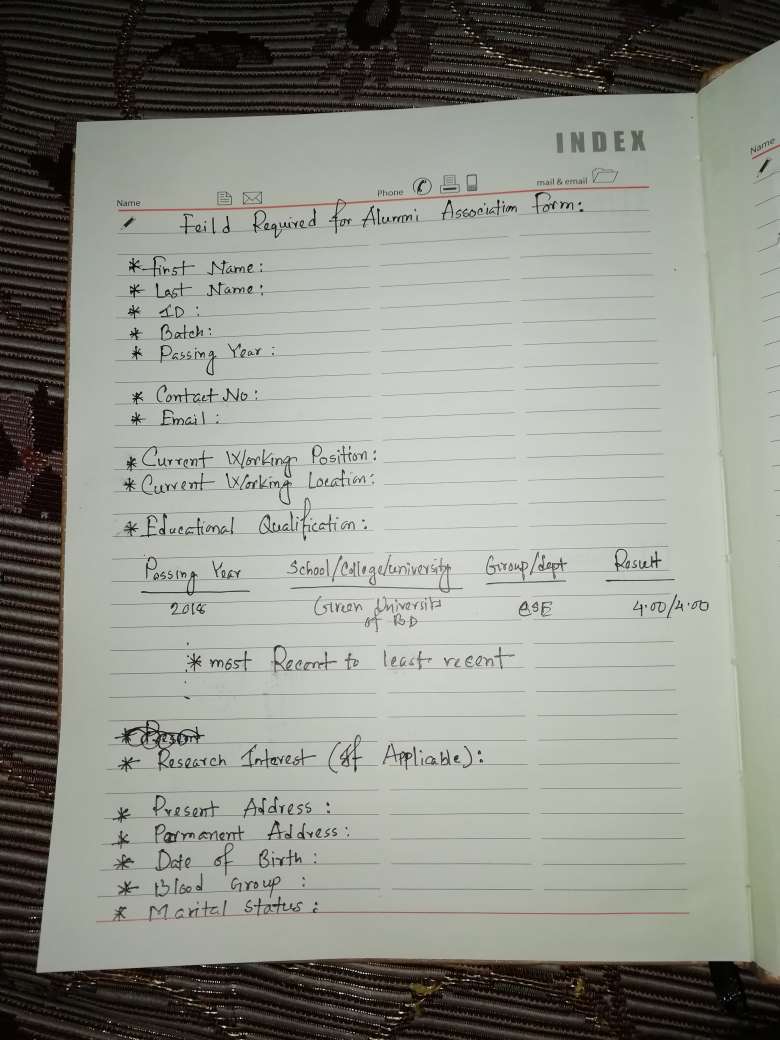 INDEX
Name Phone mail & email
Name
Feild Required for Alumni Association Form:
* First Name:
* Last Name:
* ID:
* Batch:
* Passing Year:
* Contact No:
* Email:
* Current Working Position:
* Current Working Location:
* Educational Qualification:
Passing Year School/College/university Group/dept Result
2018 Green University of BD CSE 4.00/4.00
* most Recent to least recent
* Present
* Research Interest (If Applicable):
* Present Address:
* Parmanent Address:
* Date of Birth:
* Blood Group:
* Marital Status: